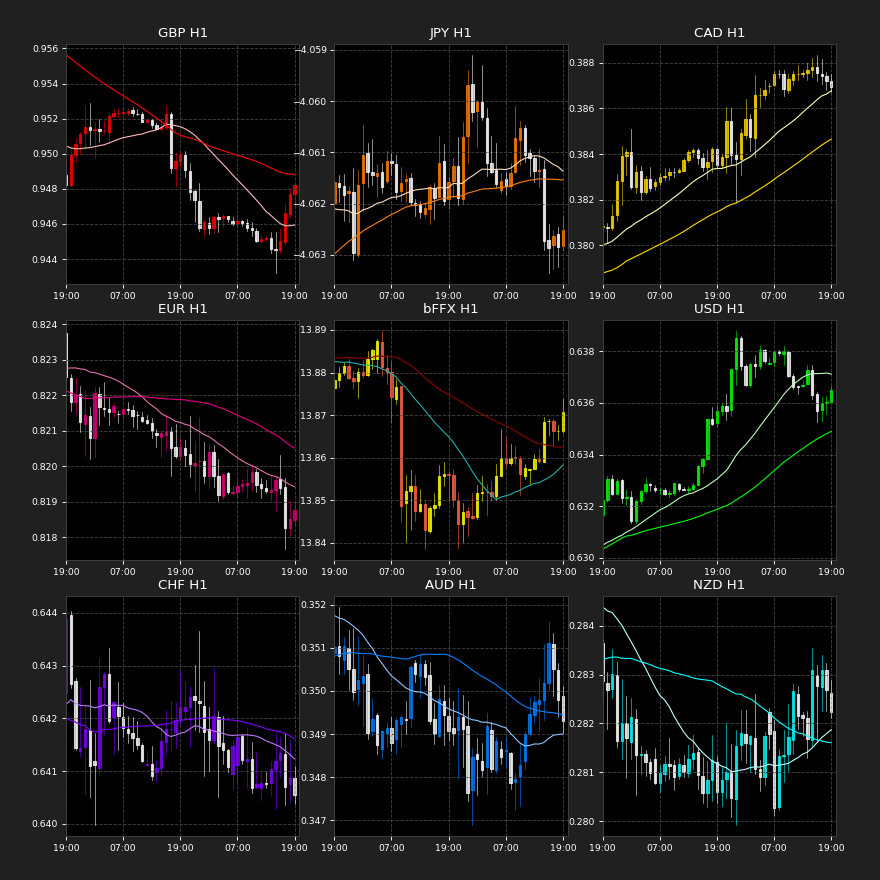 GBP H1
0.956
0.954
0.952
0.950
0.948
0.946
0.944
19:00 07:00 19:00 07:00 19:00
JPY H1
-4.059
-4.060
-4.061
-4.062
-4.063
19:00 07:00 19:00 07:00 19:00
CAD H1
0.388
0.386
0.384
0.382
0.380
19:00 07:00 19:00 07:00 19:00
EUR H1
0.824
0.823
0.822
0.821
0.820
0.819
0.818
19:00 07:00 19:00 07:00 19:00
bFFX H1
13.89
13.88
13.87
13.86
13.85
13.84
19:00 07:00 19:00 07:00 19:00
USD H1
0.638
0.636
0.634
0.632
0.630
19:00 07:00 19:00 07:00 19:00
CHF H1
0.644
0.643
0.642
0.641
0.640
19:00 07:00 19:00 07:00 19:00
AUD H1
0.352
0.351
0.350
0.349
0.348
0.347
19:00 07:00 19:00 07:00 19:00
NZD H1
0.284
0.283
0.282
0.281
0.280
19:00 07:00 19:00 07:00 19:00